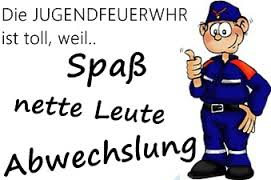 Die JUGENDFEUERWHR
ist toll, weil..
Spaß
nette Leute
Abwechslung